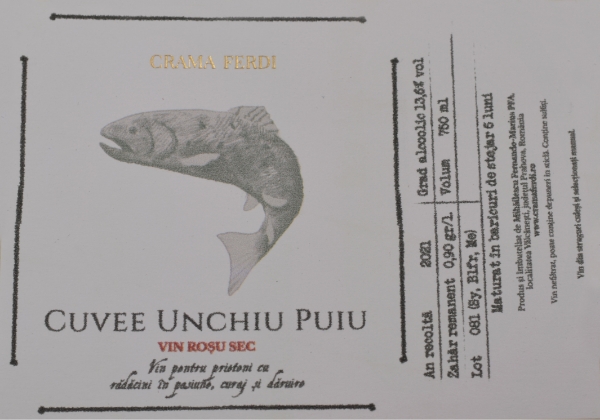 CRAMA FERDI
CUVEE UNCHIU PUIU
VIN ROȘU SEC
Vin pentru prieteni cu
rădăcini în pasiune, curaj și dăruire
An recoltă 2021 Grad alcoolic 13,6% vol
Zahăr remanent 0,90 gr/l Volum 750 ml
Lot 081 (Sy, Blfr, Me)
Maturat în baricuri de stejar 6 luni
Produs și îmbuteliat de Mihăilescu Fernando-Marius PFA,
localitatea Vâlcănești, județul Prahova, România
www.cramaferdi.ro
Vin nefiltrat, poate conține depuneri în sticlă. Conține sulfiți.
Vin din struguri culeși și selecționați manual.